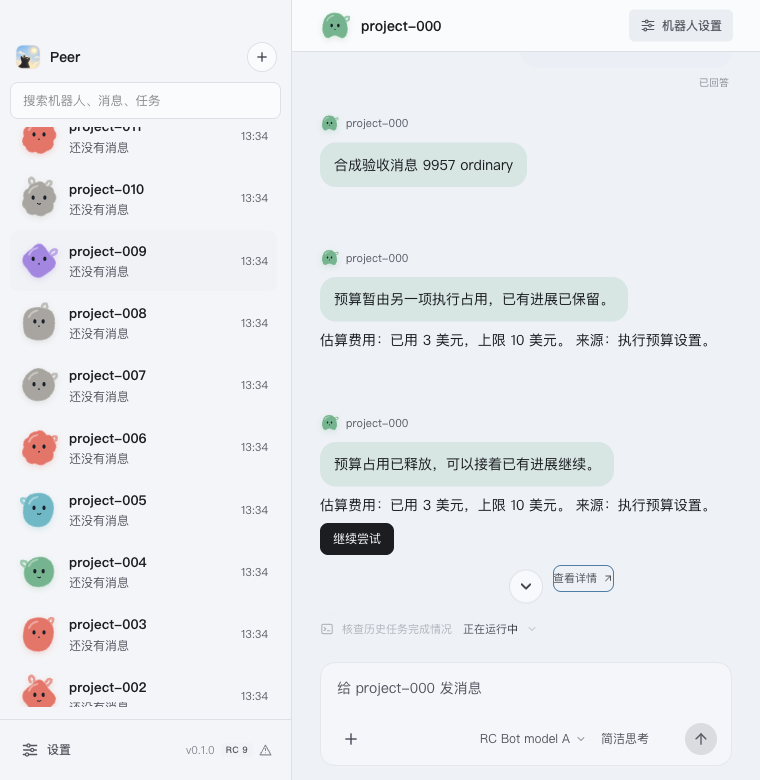 Peer
搜索机器人、消息、任务
project-011
13:34
还没有消息
project-010
13:34
还没有消息
project-009
13:34
还没有消息
project-008
13:34
还没有消息
project-007
13:34
还没有消息
project-006
13:34
还没有消息
project-005
13:34
还没有消息
project-004
13:34
还没有消息
project-003
13:34
还没有消息
project-002
13:34
还没有消息
设置
v0.1.0 RC 9
project-000
机器人设置
已回答
project-000
合成验收消息 9957 ordinary
project-000
预算暂由另一项执行占用，已有进展已保留。
估算费用：已用 3 美元，上限 10 美元。 来源：执行预算设置。
project-000
预算占用已释放，可以接着已有进展继续。
估算费用：已用 3 美元，上限 10 美元。 来源：执行预算设置。
继续尝试
查看详情
核查历史任务完成情况 正在运行中
给 project-000 发消息
RC Bot model A 简洁思考